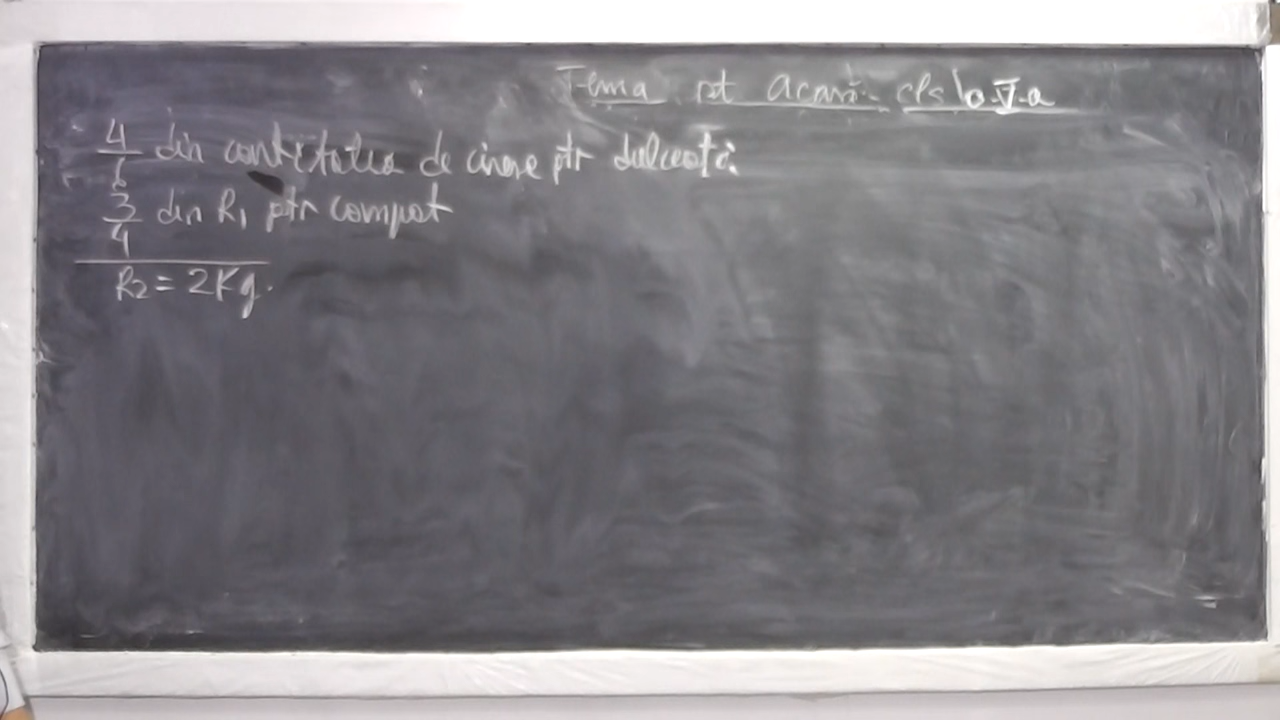 Tema pt acasă cls a V-a
4/6 din cantitatea de cireșe ptr dulceață.
3/4 din R1 ptr compot
R2 = 2Kg.